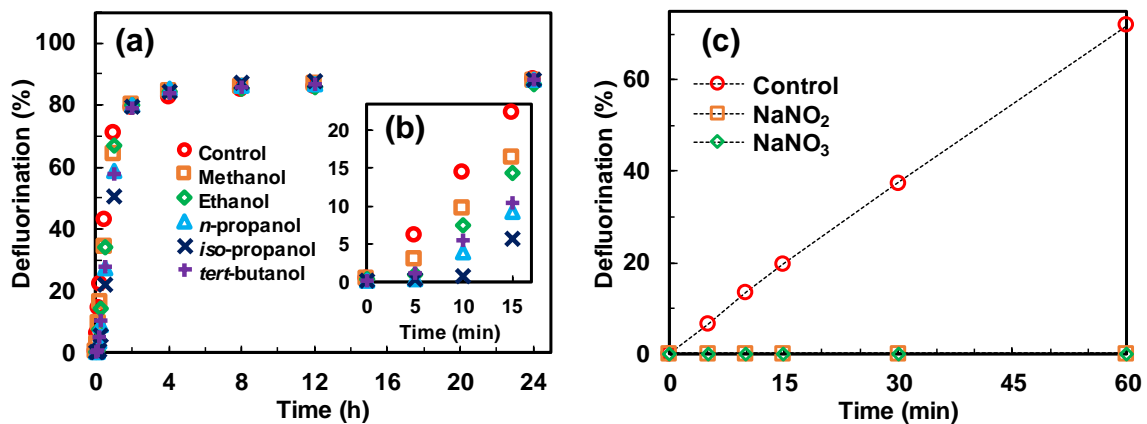 (a)
Defluorination (%)
100
80
60
40
20
0
0
4
8
12
16
20
24
Time (h)
Control
Methanol
Ethanol
n-propanol
iso-propanol
tert-butanol
(b)
20
15
10
5
0
0
5
10
15
Time (min)
(c)
Defluorination (%)
60
40
20
0
0
15
30
45
60
Time (min)
Control
NaNO₂
NaNO₃